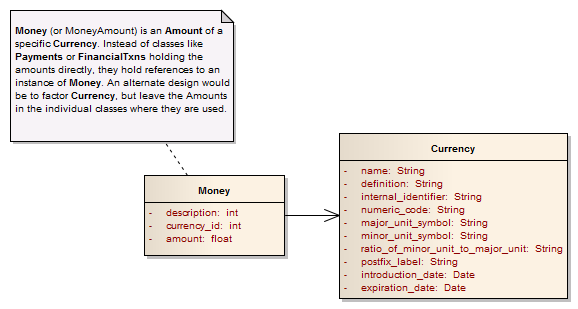 Money (or MoneyAmount) is an Amount of a
specific Currency. Instead of classes like
Payments or FinancialTxns holding the
amounts directly, they hold references to an
instance of Money. An alternate design would
be to factor Currency, but leave the Amounts
in the individual classes where they are used.
Money
- description: int
- currency_id: int
- amount: float
Currency
- name: String
- definition: String
- internal_identifier: String
- numeric_code: String
- major_unit_symbol: String
- minor_unit_symbol: String
- ratio_of_minor_unit_to_major_unit: String
- postfix_label: String
- introduction_date: Date
- expiration_date: Date